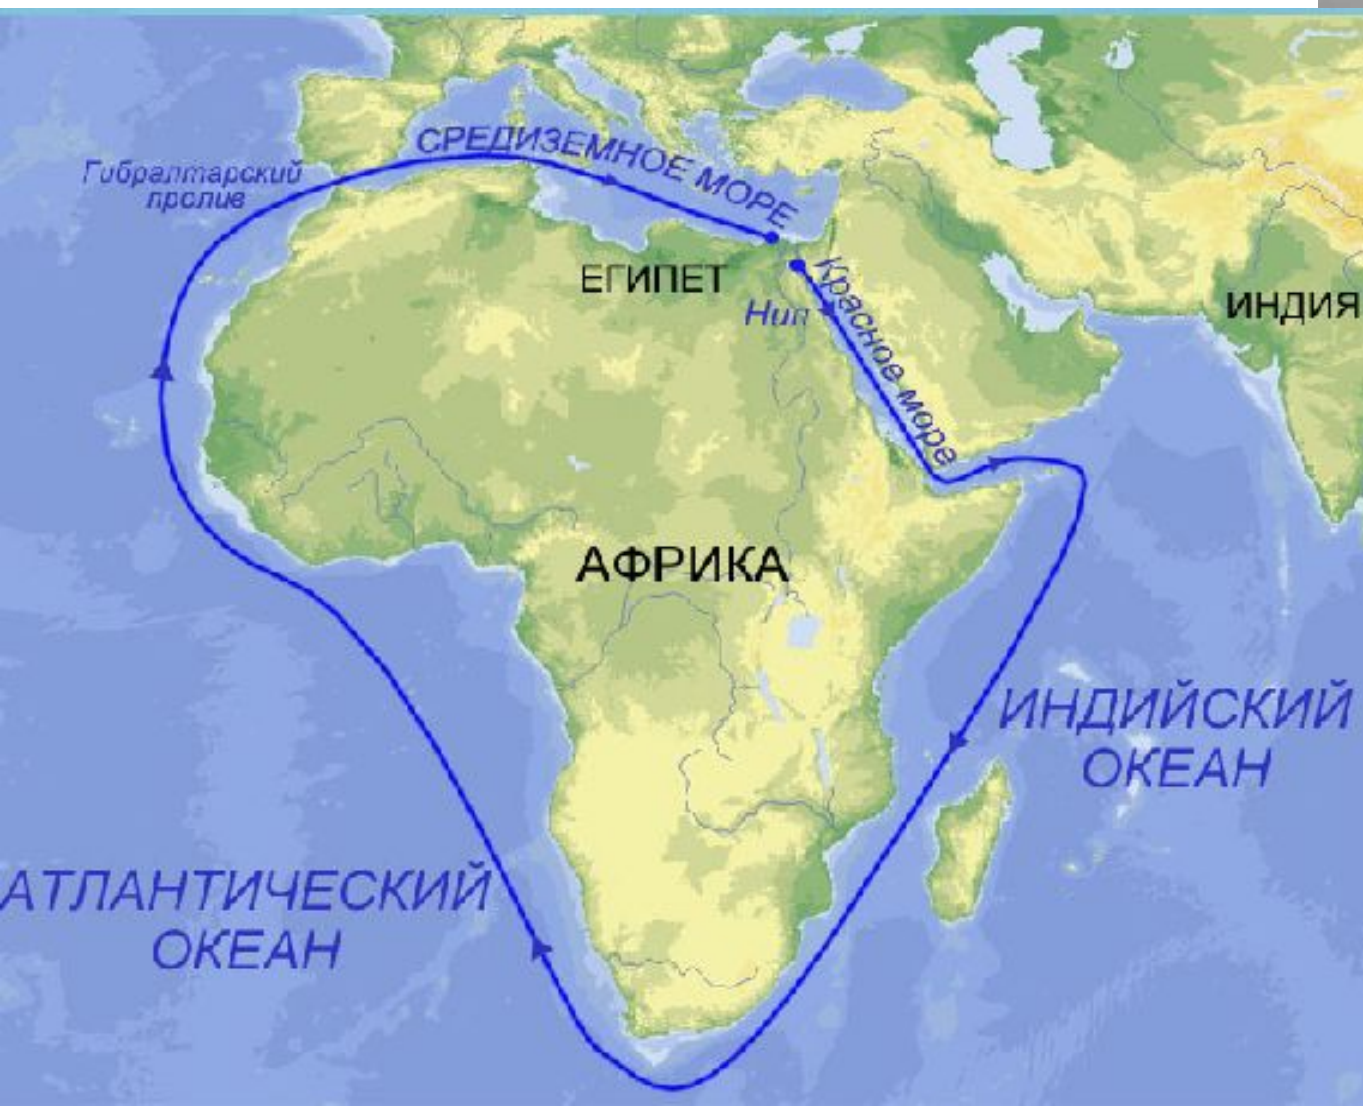 СРЕДИЗЕМНОЕ МОРЕ
Гибралтарский
пролив
ЕГИПЕТ
Нил
Красное море
ИНДИЯ
АФРИКА
ИНДИЙСКИЙ
ОКЕАН
АТЛАНТИЧЕСКИЙ
ОКЕАН